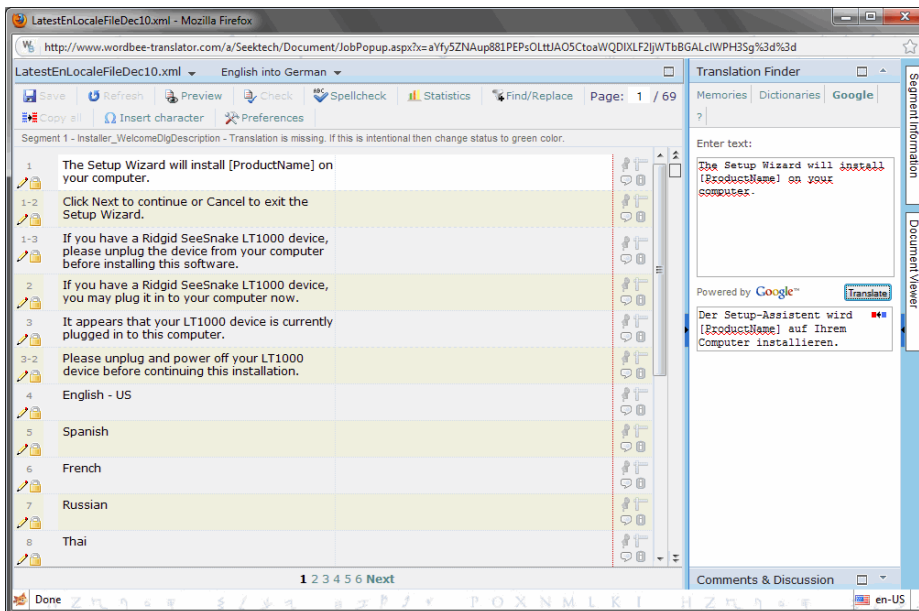 LatestEnLocaleFileDec10.xml - Mozilla Firefox
http://www.wordbee-translator.com/a/Seektech/Document/JobPopup.aspx?x=aYfy5ZNAup881PEPsOLttJAO5CtoaWQDIXLF2IjWTbBGALcIWPH3Sg%3d%3d
LatestEnLocaleFileDec10.xml English into German
Save Refresh Preview Check Spellcheck Statistics Find/Replace Page: 1 / 69
Copy all Insert character Preferences
Segment 1 - Installer_WelcomeDlgDescription - Translation is missing. If this is intentional then change status to green color.
1 The Setup Wizard will install [ProductName] on
your computer.
1-2 Click Next to continue or Cancel to exit the
Setup Wizard.
1-3 If you have a Ridgid SeeSnake LT1000 device,
please unplug the device from your computer
before installing this software.
2 If you have a Ridgid SeeSnake LT1000 device,
you may plug it in to your computer now.
3 It appears that your LT1000 device is currently
plugged in to this computer.
3-2 Please unplug and power off your LT1000
device before continuing this installation.
4 English - US
5 Spanish
6 French
7 Russian
8 Thai
1 2 3 4 5 6 Next
Translation Finder
Memories Dictionaries Google
?
Enter text:
The Setup Wizard will install
[ProductName] on your
computer.
Powered by Google™ Translate
Der Setup-Assistent wird
[ProductName] auf Ihrem
Computer installieren.
Comments & Discussion
Segment Information
Document Viewer
Done
en-US